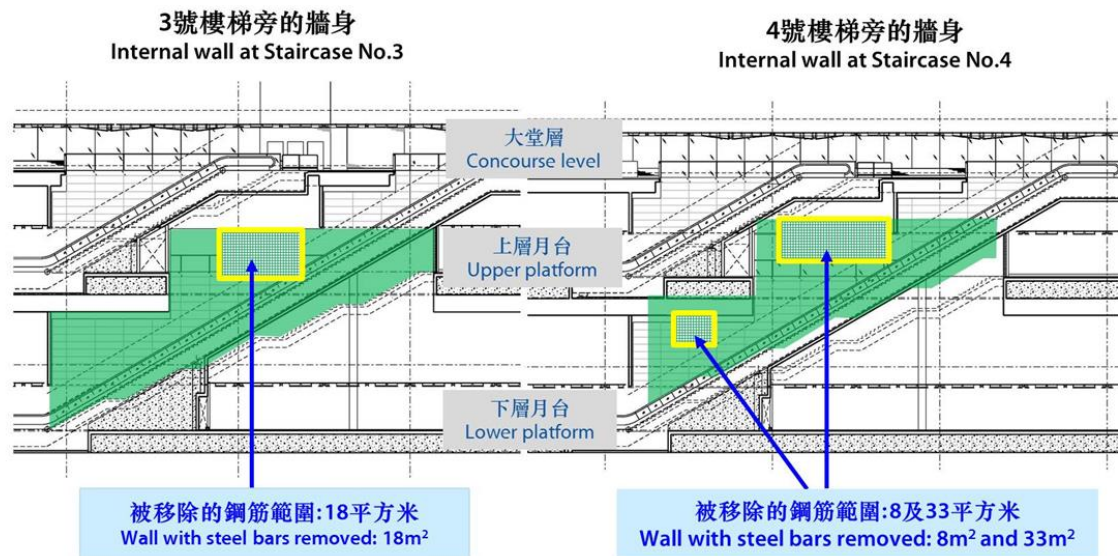 3號樓梯旁的牆身
Internal wall at Staircase No.3
4號樓梯旁的牆身
Internal wall at Staircase No.4
大堂層
Concourse level
上層月台
Upper platform
下層月台
Lower platform
被移除的鋼筋範圍:18平方米
Wall with steel bars removed: 18m²
被移除的鋼筋範圍:8及33平方米
Wall with steel bars removed: 8m² and 33m²